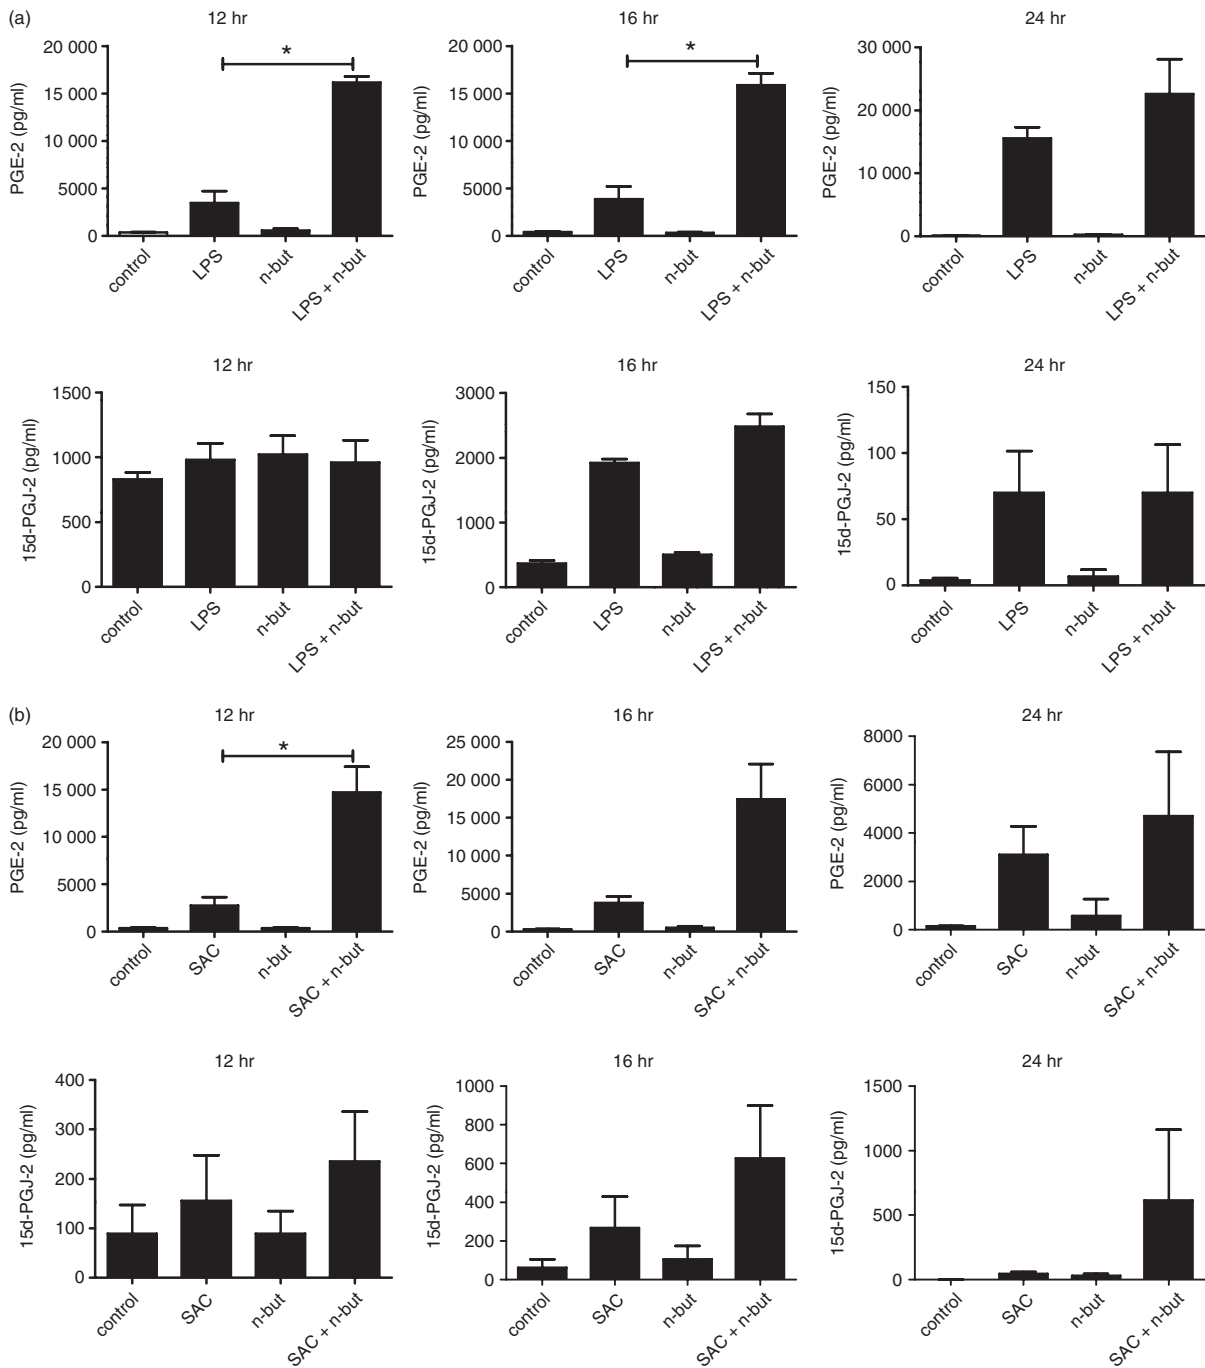 (a)
12 hr
PGE-2 (pg/ml)
20 000
15 000
10 000
5000
0
*
control
LPS
n-but
LPS + n-but
16 hr
PGE-2 (pg/ml)
20 000
15 000
10 000
5000
0
*
control
LPS
n-but
LPS + n-but
24 hr
PGE-2 (pg/ml)
30 000
20 000
10 000
0
control
LPS
n-but
LPS + n-but
12 hr
15d-PGJ-2 (pg/ml)
1500
1000
500
0
control
LPS
n-but
LPS + n-but
16 hr
15d-PGJ-2 (pg/ml)
3000
2000
1000
0
control
LPS
n-but
LPS + n-but
24 hr
15d-PGJ-2 (pg/ml)
150
100
50
0
control
LPS
n-but
LPS + n-but
(b)
12 hr
PGE-2 (pg/ml)
20 000
15 000
10 000
5000
0
*
control
SAC
n-but
SAC + n-but
16 hr
PGE-2 (pg/ml)
25 000
20 000
15 000
10 000
5000
0
control
SAC
n-but
SAC + n-but
24 hr
PGE-2 (pg/ml)
8000
6000
4000
2000
0
control
SAC
n-but
SAC + n-but
12 hr
15d-PGJ-2 (pg/ml)
400
300
200
100
0
control
SAC
n-but
SAC + n-but
16 hr
15d-PGJ-2 (pg/ml)
1000
800
600
400
200
0
control
SAC
n-but
SAC + n-but
24 hr
15d-PGJ-2 (pg/ml)
1500
1000
500
0
control
SAC
n-but
SAC + n-but